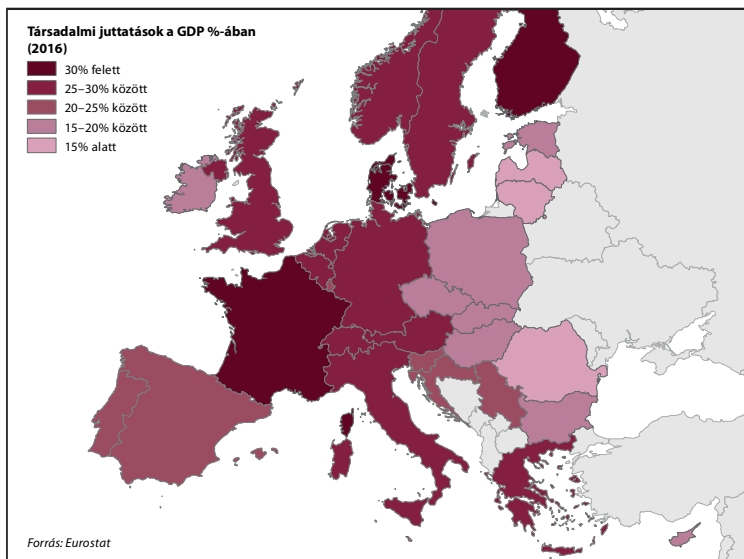 Társadalmi juttatások a GDP %-ában
(2016)
30% felett
25–30% között
20–25% között
15–20% között
15% alatt
Forrás: Eurostat